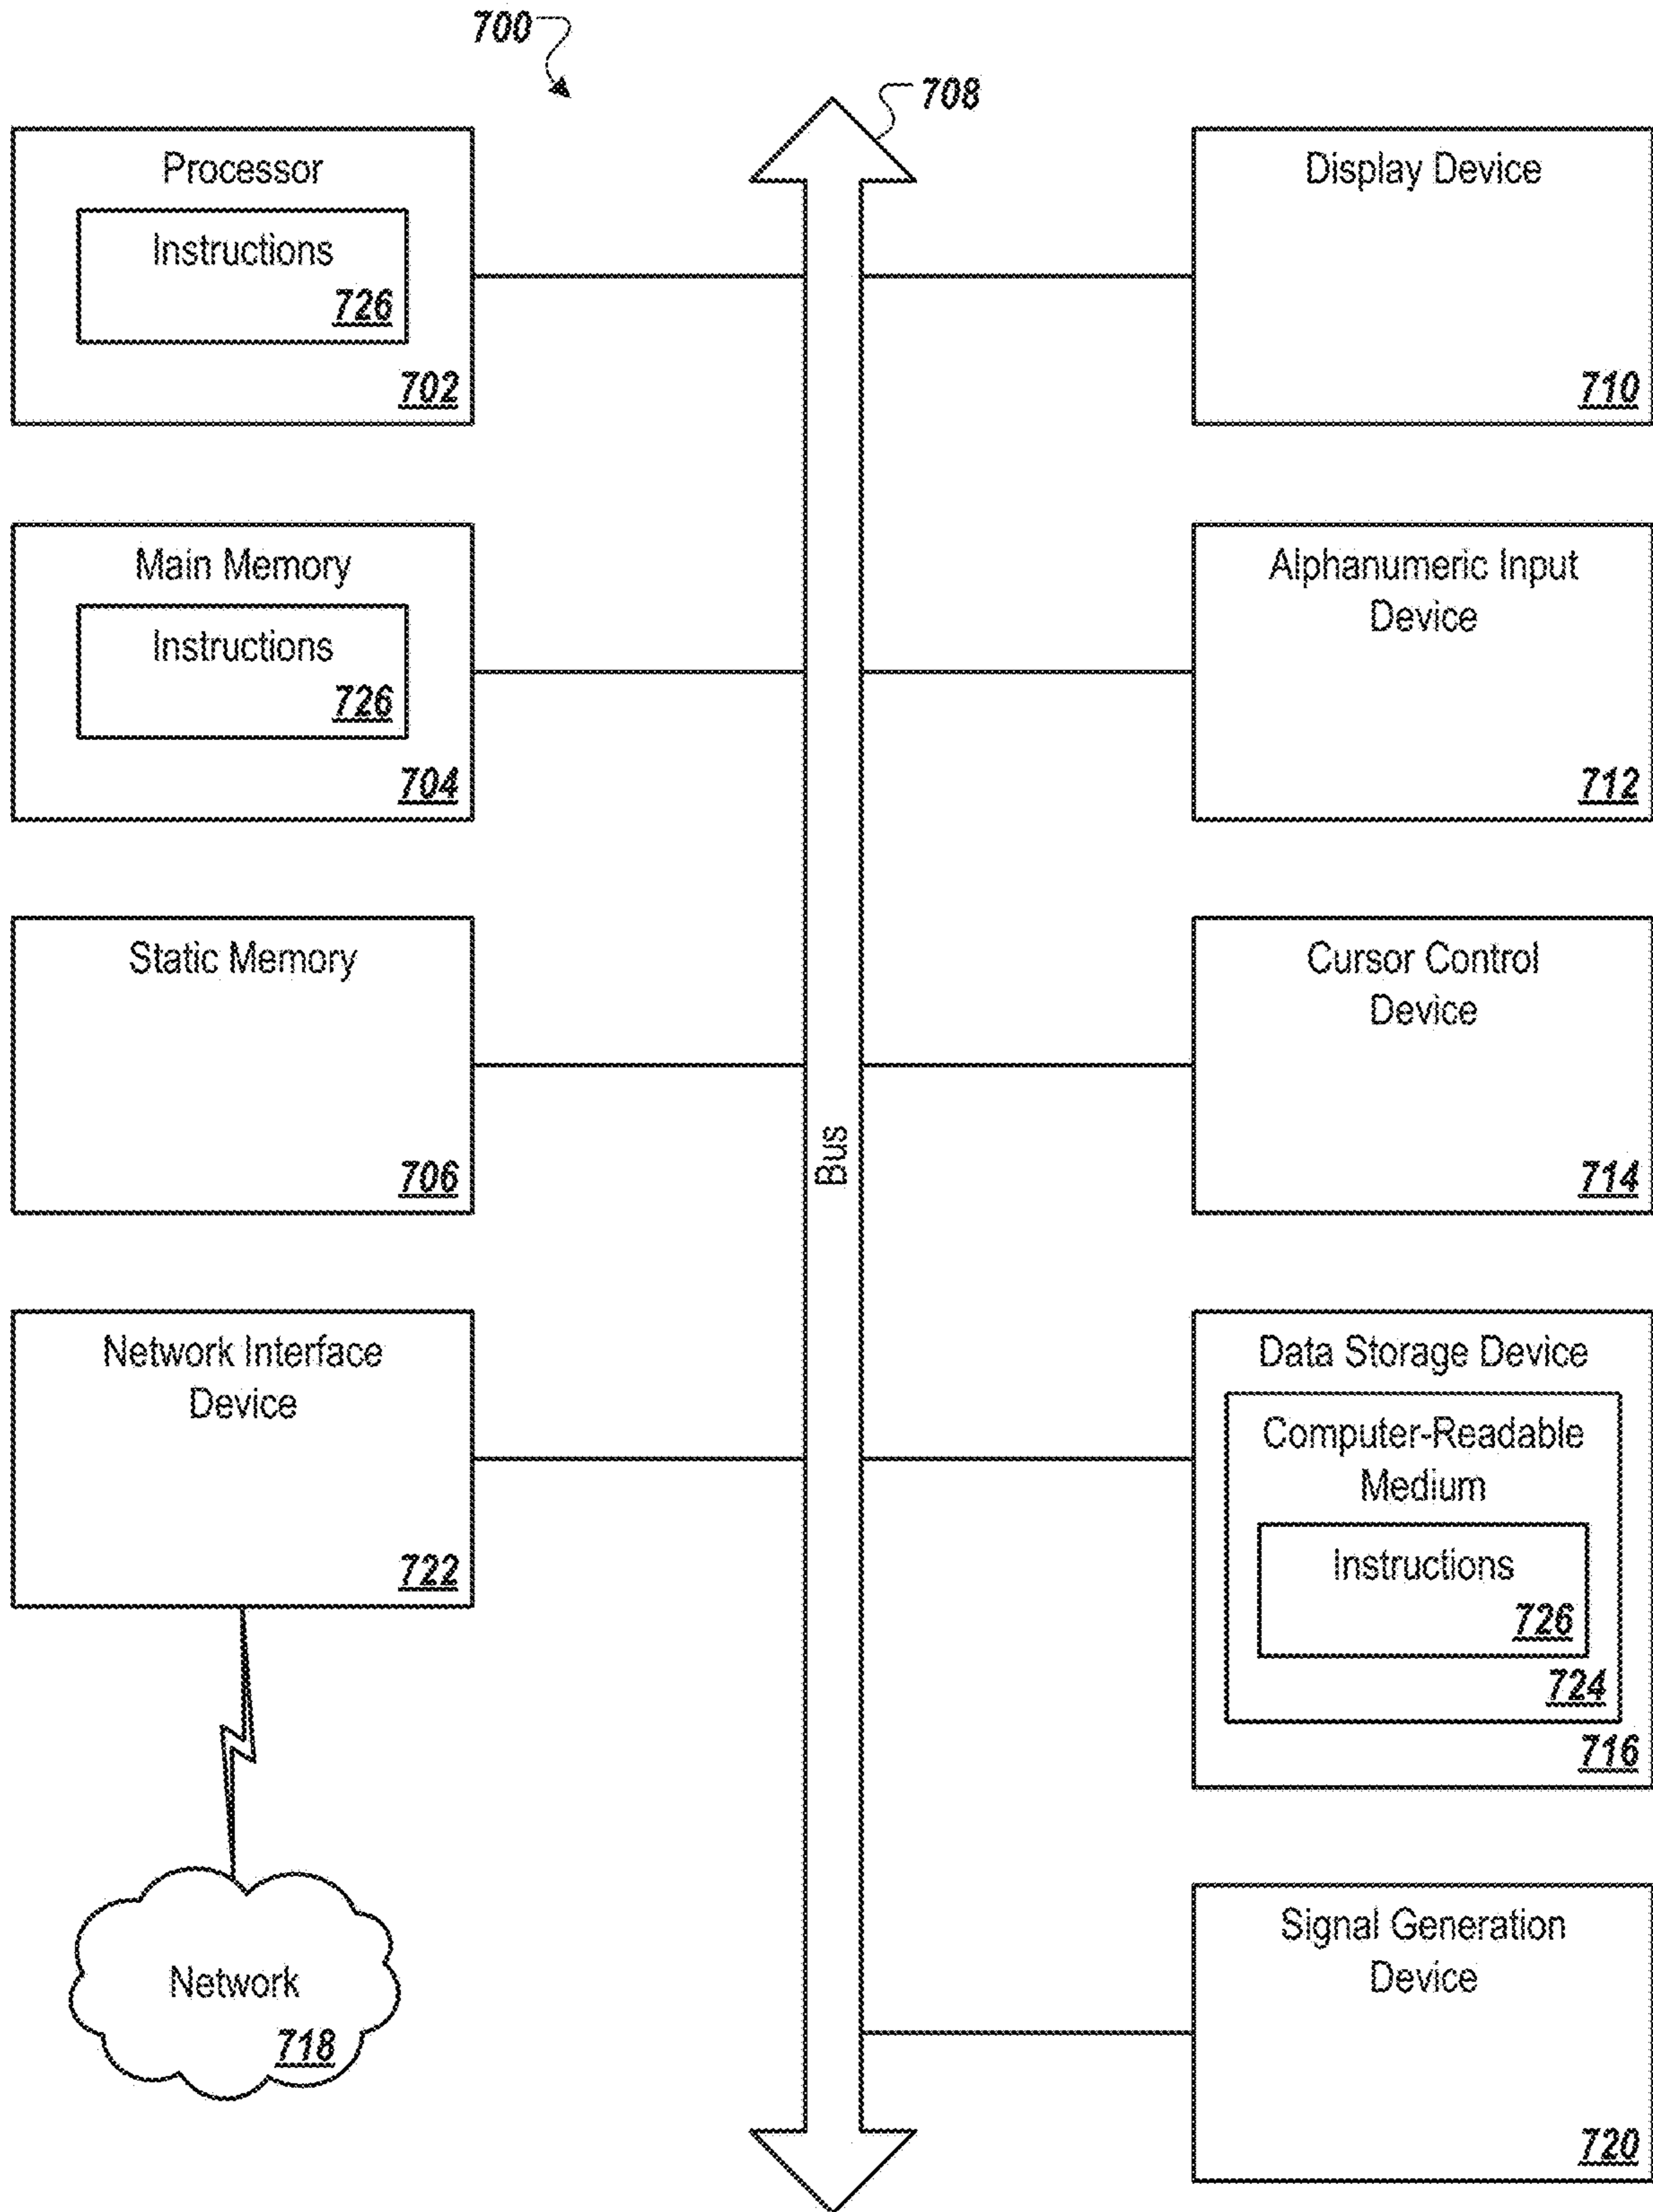 700
708
Processor
Instructions
726
702
Display Device
710
Main Memory
Instructions
726
704
Alphanumeric Input
Device
712
Static Memory
706
Cursor Control
Device
714
Bus
Network Interface
Device
722
Data Storage Device
Computer-Readable
Medium
Instructions
726
724
716
Network
718
Signal Generation
Device
720